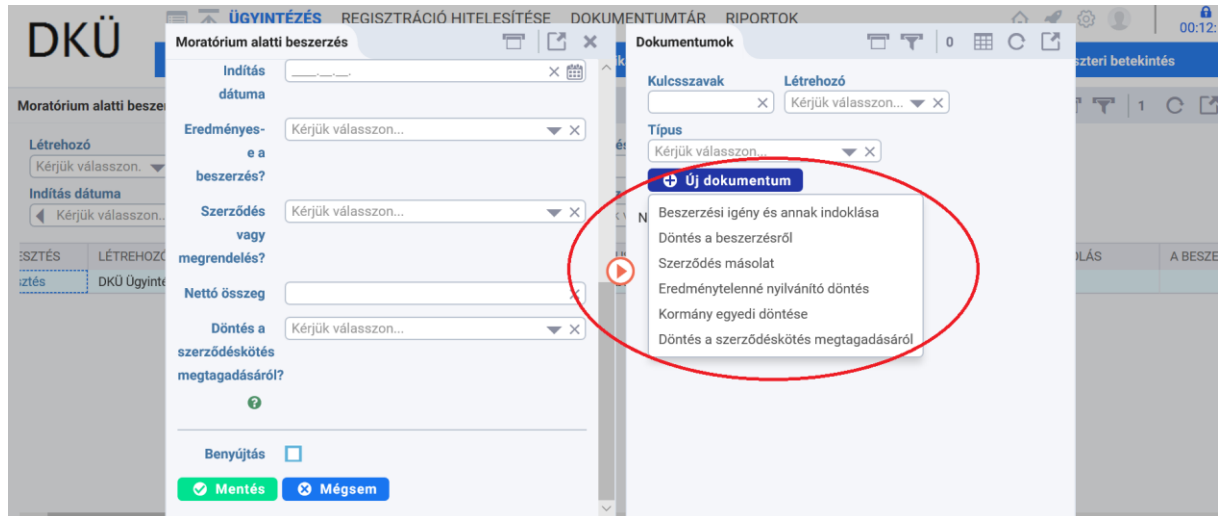 DKÜ
ÜGYINTÉZÉS REGISZTRÁCIÓ HITELESÍTÉSE DOKUMENTUMTÁR RIPORTOK
00:12:
szteri betekintés
Moratórium alatti besze
1
Létrehozó
Kérjük válasszon.
Indítás dátuma
Kérjük válasszon..
LÉTREHOZÓ
A BESZE
DKÜ Ügyinté
Moratórium alatti beszerzés
Indítás
dátuma
____.__.__.
Eredményes-
e a
beszerzés?
Kérjük válasszon...
Szerződés
vagy
megrendelés?
Kérjük válasszon...
Nettó összeg
Döntés a
szerződéskötés
megtagadásáról?
Kérjük válasszon...
Benyújtás
Mentés Mégsem
Dokumentumok
0
Kulcsszavak Létrehozó
Kérjük válasszon...
Típus
Kérjük válasszon...
Új dokumentum
N
Beszerzési igény és annak indoklása
Döntés a beszerzésről
Szerződés másolat
Eredménytelenné nyilvánító döntés
Kormány egyedi döntése
Döntés a szerződéskötés megtagadásáról